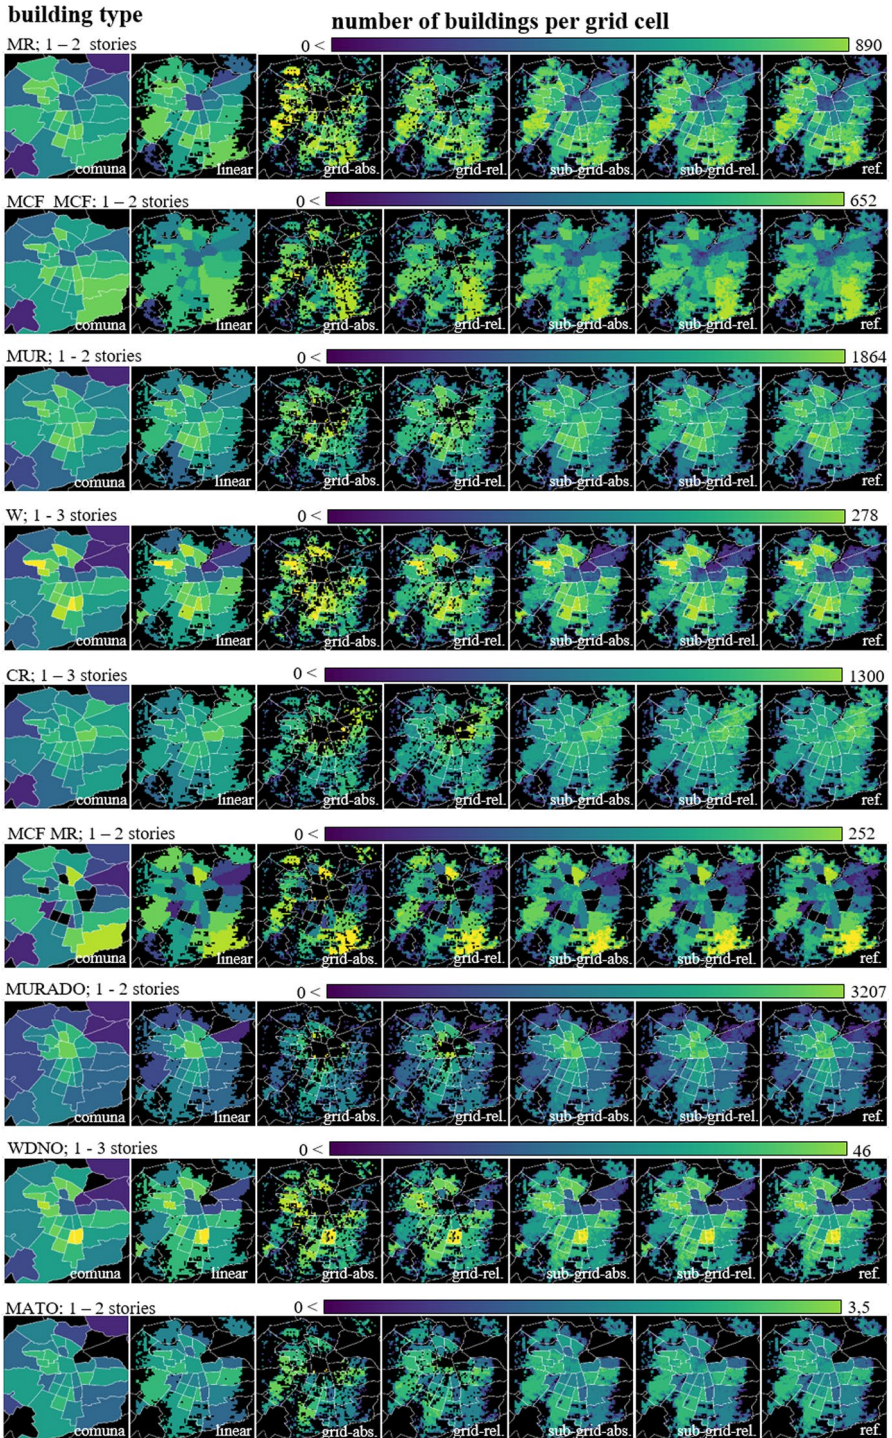 building type
number of buildings per grid cell
MR; 1 – 2 stories 0 < 890
comuna linear grid-abs. grid-rel. sub-grid-abs. sub-grid-rel. ref.
MCF MCF; 1 – 2 stories 0 < 652
comuna linear grid-abs. grid-rel. sub-grid-abs. sub-grid-rel. ref.
MUR; 1 - 2 stories 0 < 1864
comuna linear grid-abs. grid-rel. sub-grid-abs. sub-grid-rel. ref.
W; 1 - 3 stories 0 < 278
comuna linear grid-abs. grid-rel. sub-grid-abs. sub-grid-rel. ref.
CR; 1 – 3 stories 0 < 1300
comuna linear grid-abs. grid-rel. sub-grid-abs. sub-grid-rel. ref.
MCF MR; 1 – 2 stories 0 < 252
comuna linear grid-abs. grid-rel. sub-grid-abs. sub-grid-rel. ref.
MURADO; 1 - 2 stories 0 < 3207
comuna linear grid-abs. grid-rel. sub-grid-abs. sub-grid-rel. ref.
WDNO; 1 - 3 stories 0 < 46
comuna linear grid-abs. grid-rel. sub-grid-abs. sub-grid-rel. ref.
MATO: 1 – 2 stories 0 < 3,5
comuna linear grid-abs. grid-rel. sub-grid-abs. sub-grid-rel. ref.